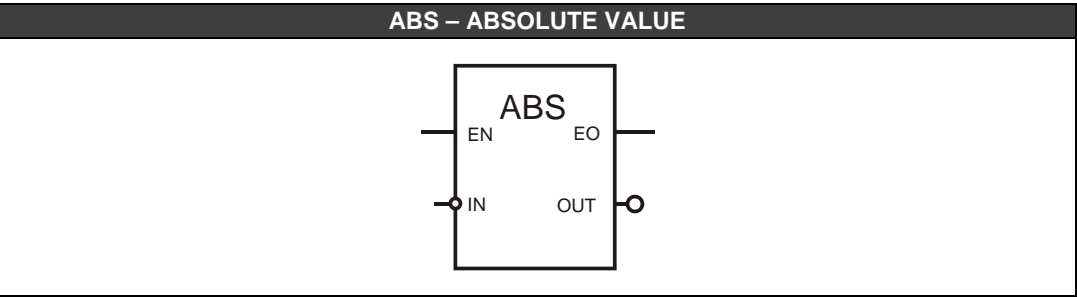 ABS – ABSOLUTE VALUE
ABS
EN EO
IN OUT